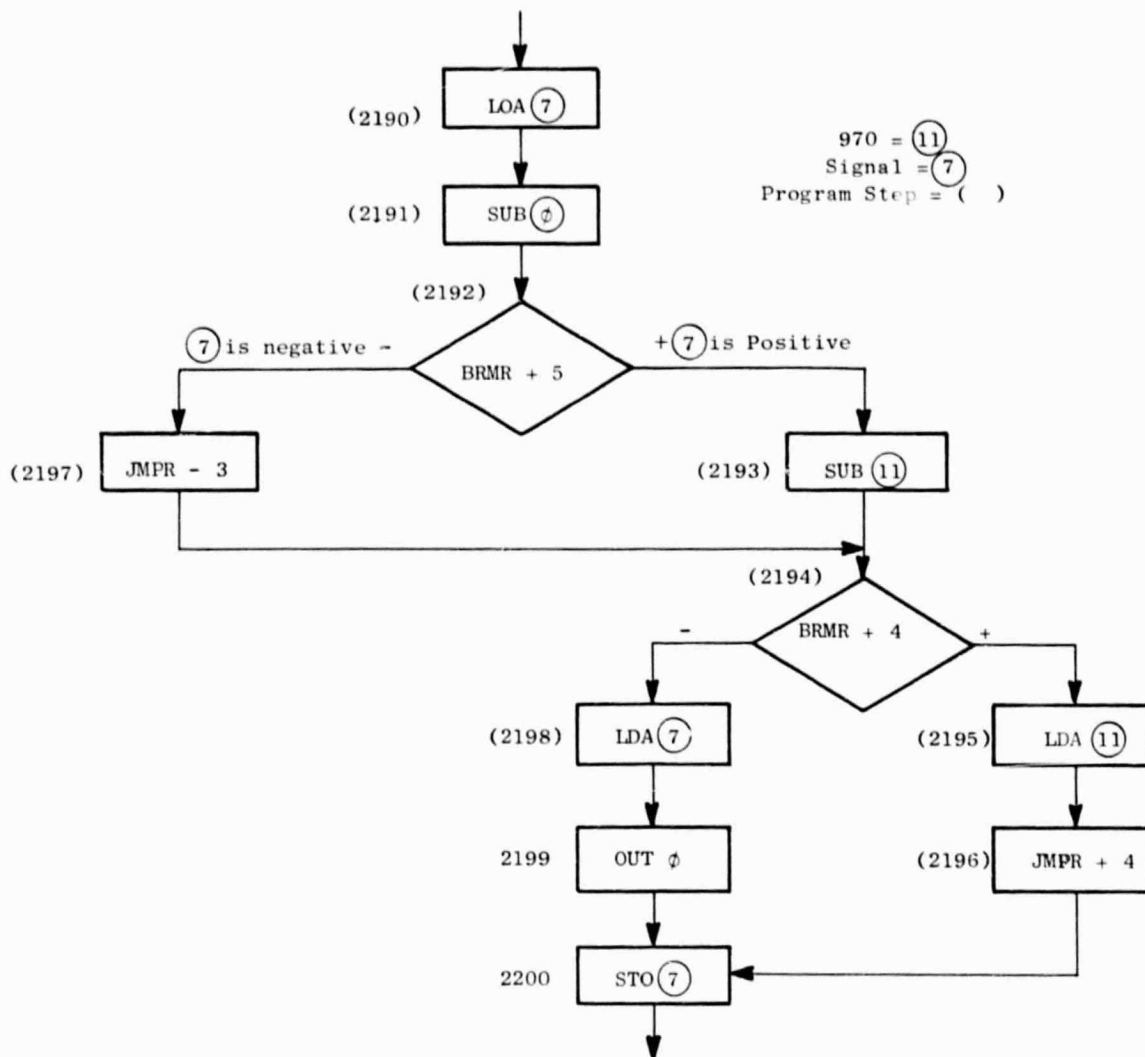 (2190)
LOA 7
970 = 11
Signal = 7
Program Step = ( )
(2191)
SUB ϕ
(2192)
7 is negative -
BRMR + 5
+ 7 is Positive
(2197)
JMPR - 3
(2193)
SUB 11
(2194)
-
BRMR + 4
+
(2198)
LDA 7
(2195)
LDA 11
2199
OUT ϕ
(2196)
JMPR + 4
2200
STO 7